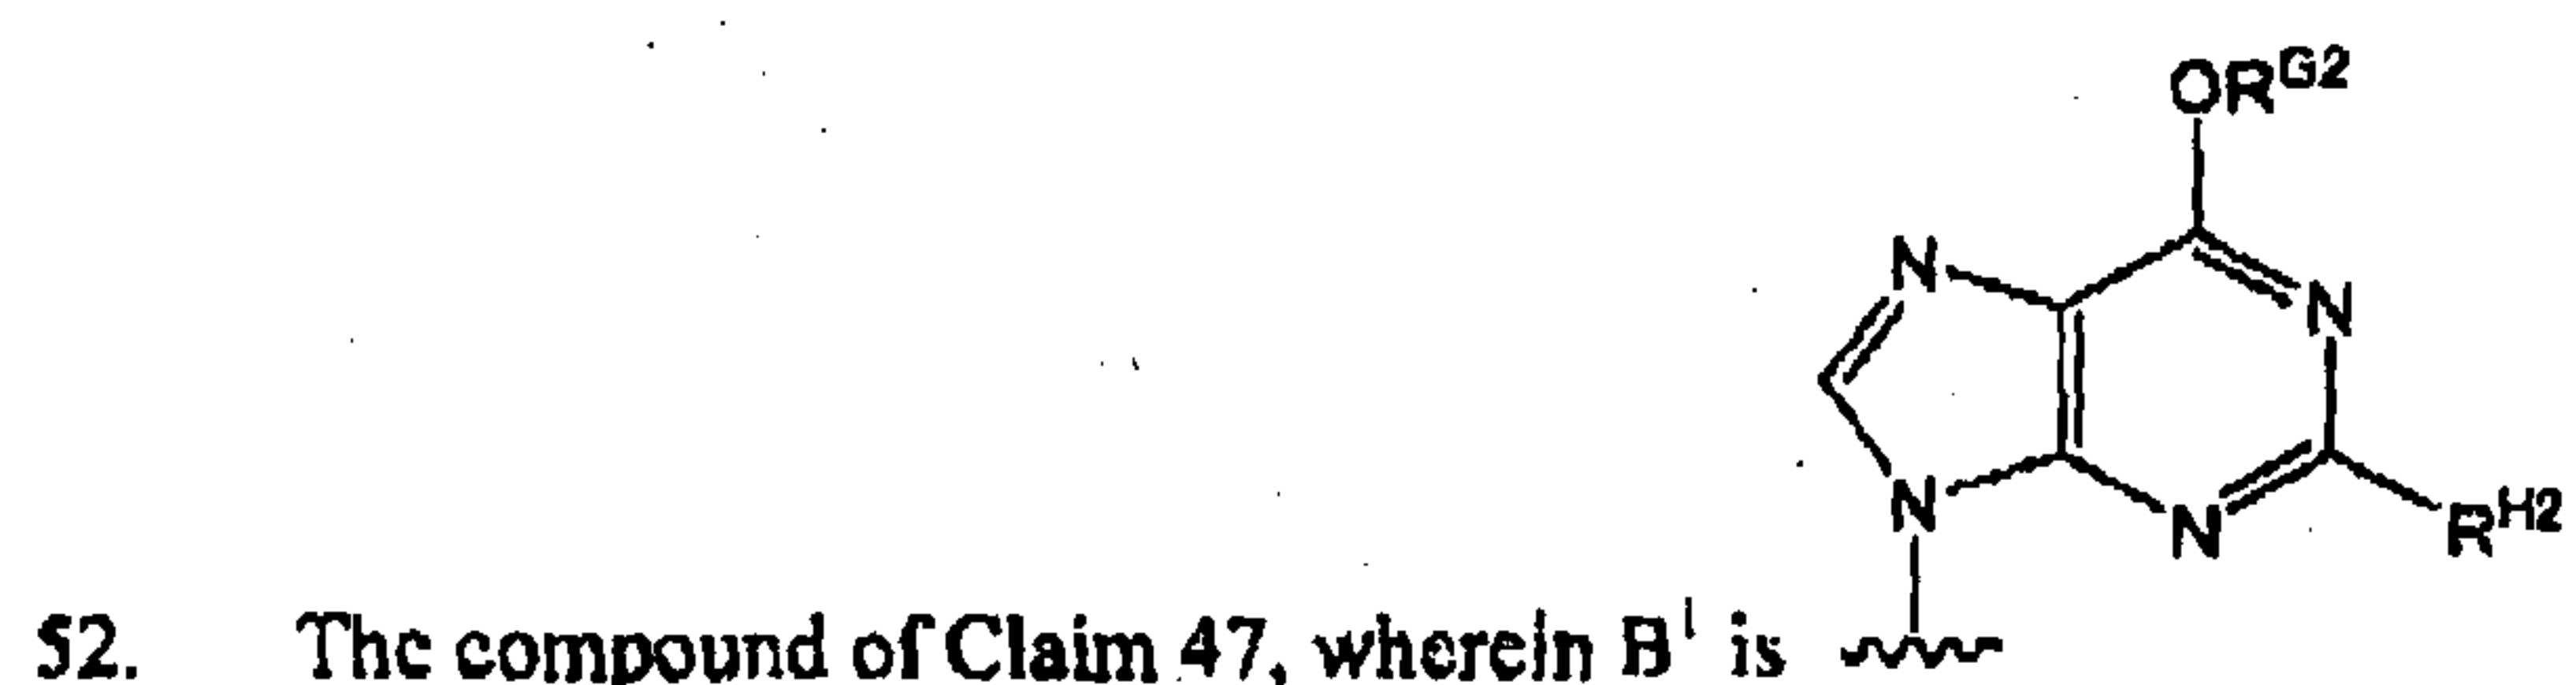 OR^G2
N
N
N
N
R^H2
52. The compound of Claim 47, wherein B^1 is